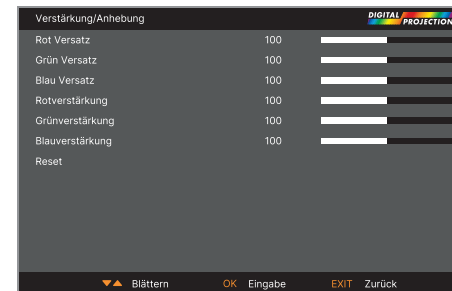 Verstärkung/Anhebung DIGITAL PROJECTION
Rot Versatz 100
Grün Versatz 100
Blau Versatz 100
Rotverstärkung 100
Grünverstärkung 100
Blauverstärkung 100
Reset
▼▲ Blättern OK Eingabe EXIT Zurück